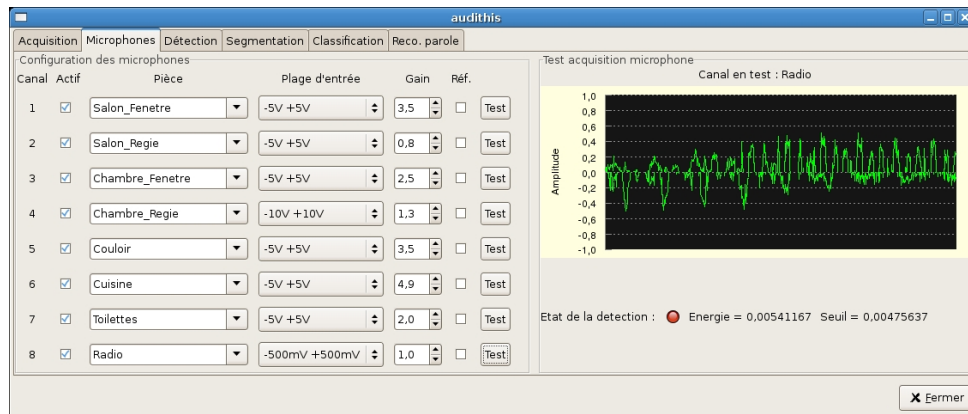 audithis
Acquisition Microphones Détection Segmentation Classification Reco. parole
Configuration des microphones
Canal Actif Pièce Plage d'entrée Gain Réf.
1 Salon_Fenetre -5V +5V 3,5 Test
2 Salon_Regie -5V +5V 0,8 Test
3 Chambre_Fenetre -5V +5V 2,5 Test
4 Chambre_Regie -10V +10V 1,3 Test
5 Couloir -5V +5V 3,5 Test
6 Cuisine -5V +5V 4,9 Test
7 Toilettes -5V +5V 2,0 Test
8 Radio -500mV +500mV 1,0 Test
Test acquisition microphone
Canal en test : Radio
Amplitude
1,0
0,8
0,6
0,4
0,2
0,0
-0,2
-0,4
-0,6
-0,8
-1,0
Etat de la detection : Energie = 0,00541167 Seuil = 0,00475637
Fermer